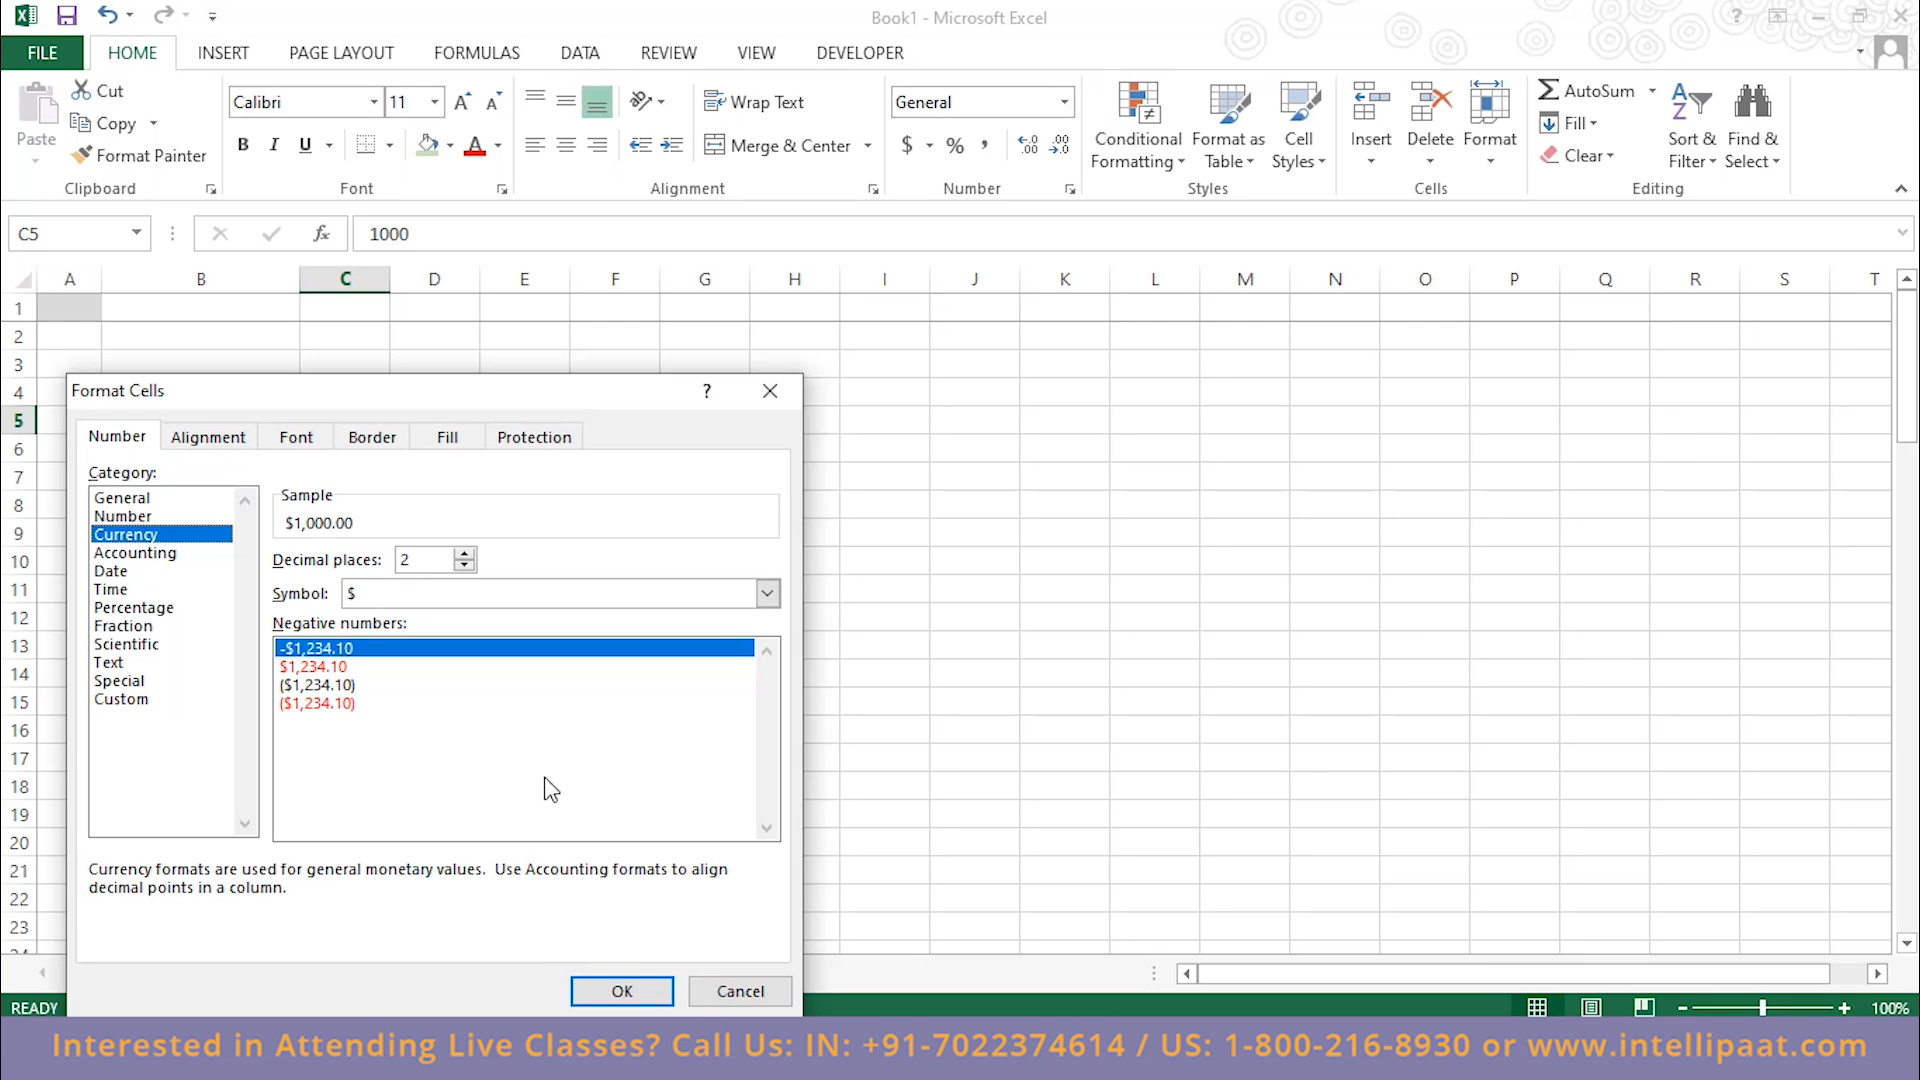 Book1 - Microsoft Excel
?
FILE HOME INSERT PAGE LAYOUT FORMULAS DATA REVIEW VIEW DEVELOPER
Paste
Cut
Copy
Format Painter
Clipboard
Calibri 11 A A
B I U A
Font
Wrap Text
Merge & Center
Alignment
General
$ % ,
Number
Conditional Formatting
Format as Table
Cell Styles
Styles
Insert
Delete
Format
Cells
AutoSum
Fill
Clear
Sort & Filter
Find & Select
Editing
C5 fx 1000
A B C D E F G H I J K L M N O P Q R S T
1
2
3
4
5
6
7
8
9
10
11
12
13
14
15
16
17
18
19
20
21
22
23
24
Format Cells ?
Number Alignment Font Border Fill Protection
Category:
General
Number
Currency
Accounting
Date
Time
Percentage
Fraction
Scientific
Text
Special
Custom
Sample
$1,000.00
Decimal places: 2
Symbol: $
Negative numbers:
-$1,234.10
$1,234.10
($1,234.10)
($1,234.10)
Currency formats are used for general monetary values. Use Accounting formats to align
decimal points in a column.
OK Cancel
READY 100%
Interested in Attending Live Classes? Call Us: IN: +91-7022374614 / US: 1-800-216-8930 or www.intellipaat.com